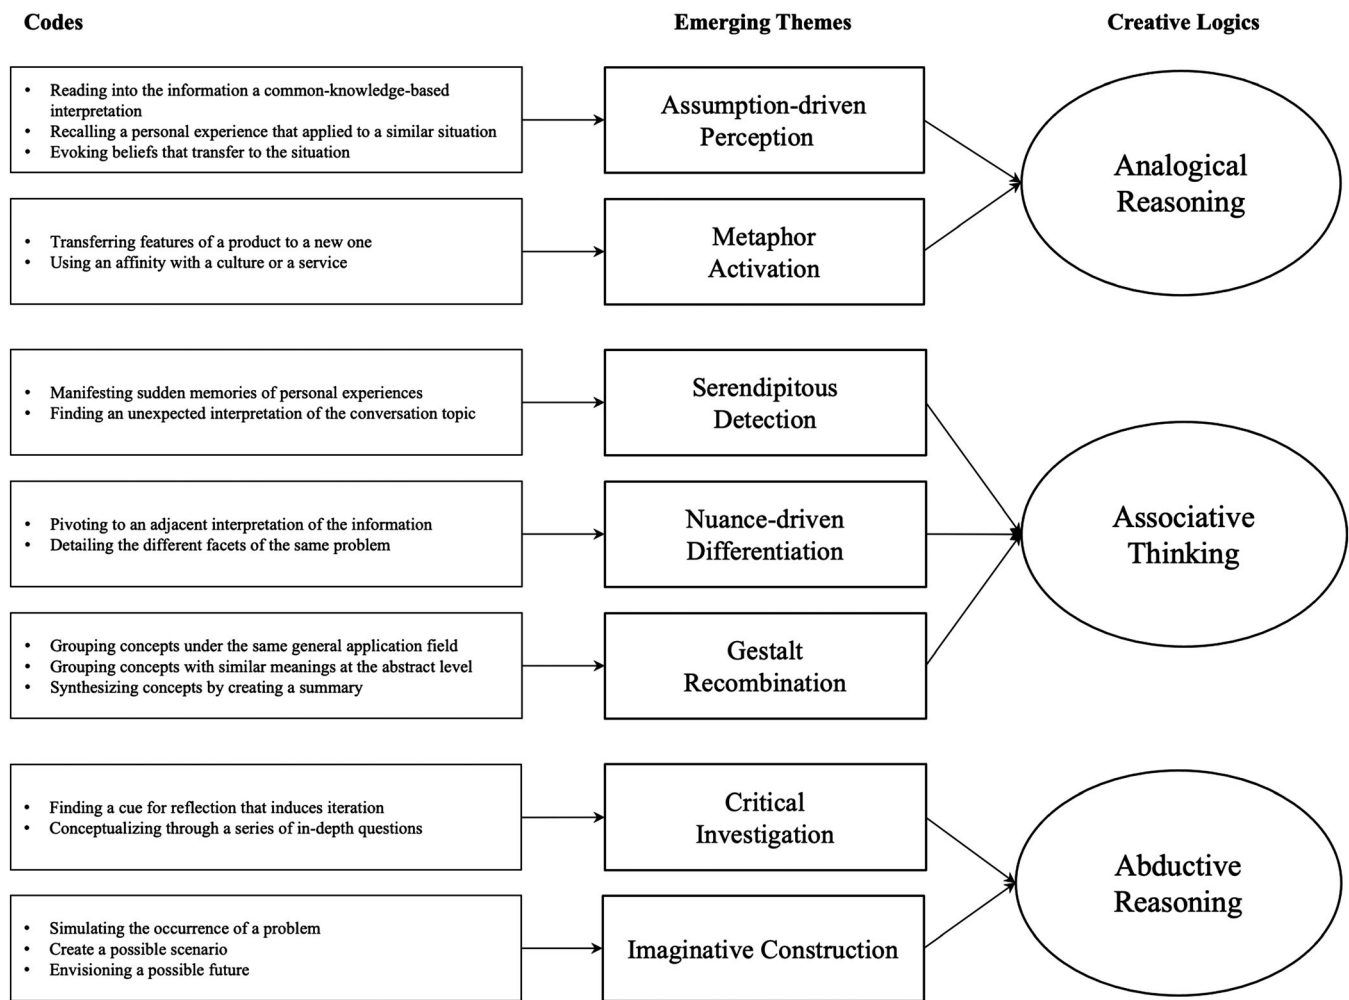 Codes
Emerging Themes
Creative Logics
• Reading into the information a common-knowledge-based
interpretation
• Recalling a personal experience that applied to a similar situation
• Evoking beliefs that transfer to the situation
Assumption-driven
Perception
Analogical
Reasoning
• Transferring features of a product to a new one
• Using an affinity with a culture or a service
Metaphor
Activation
• Manifesting sudden memories of personal experiences
• Finding an unexpected interpretation of the conversation topic
Serendipitous
Detection
• Pivoting to an adjacent interpretation of the information
• Detailing the different facets of the same problem
Nuance-driven
Differentiation
Associative
Thinking
• Grouping concepts under the same general application field
• Grouping concepts with similar meanings at the abstract level
• Synthesizing concepts by creating a summary
Gestalt
Recombination
• Finding a cue for reflection that induces iteration
• Conceptualizing through a series of in-depth questions
Critical
Investigation
Abductive
Reasoning
• Simulating the occurrence of a problem
• Create a possible scenario
• Envisioning a possible future
Imaginative Construction